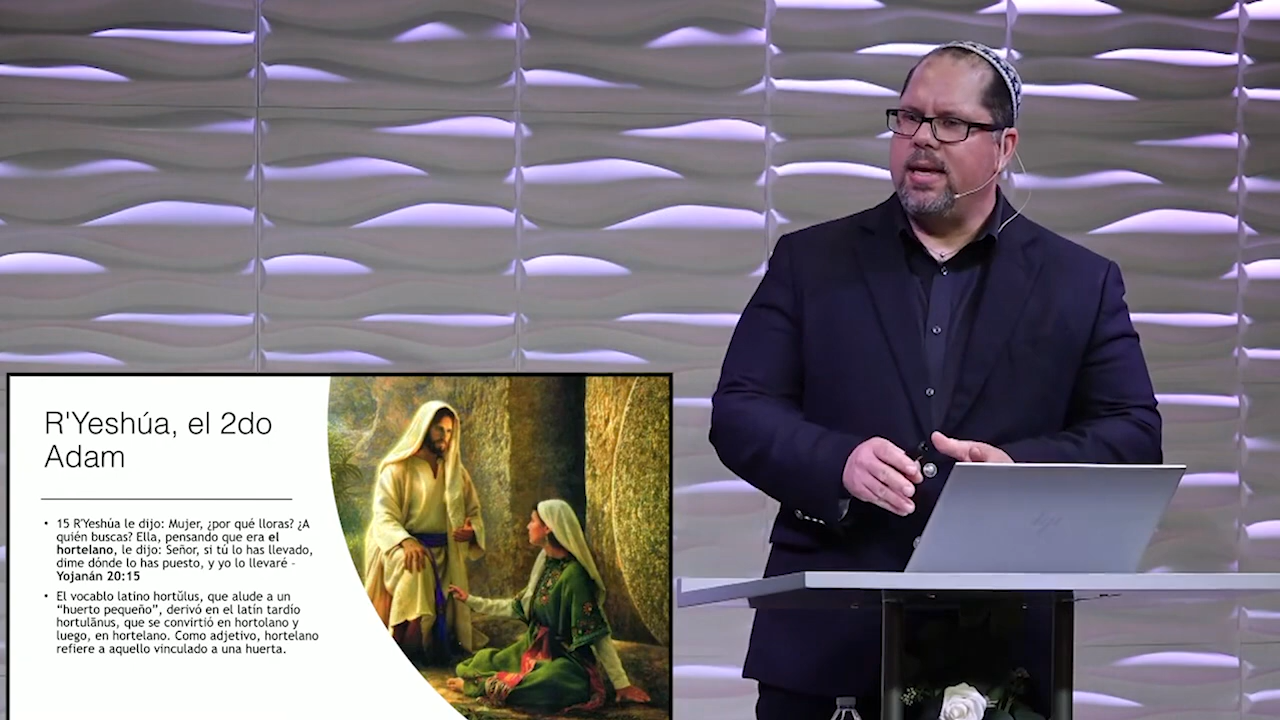 R'Yeshúa, el 2do
Adam
• 15 R'Yeshúa le dijo: Mujer, ¿por qué lloras? ¿A
quién buscas? Ella, pensando que era el
hortelano, le dijo: Señor, si tú lo has llevado,
dime dónde lo has puesto, y yo lo llevaré –
Yojanán 20:15
• El vocablo latino hortŭlus, que alude a un
“huerto pequeño”, derivó en el latín tardío
hortulānus, que se convirtió en hortolano y
luego, en hortelano. Como adjetivo, hortelano
refiere a aquello vinculado a una huerta.
hp